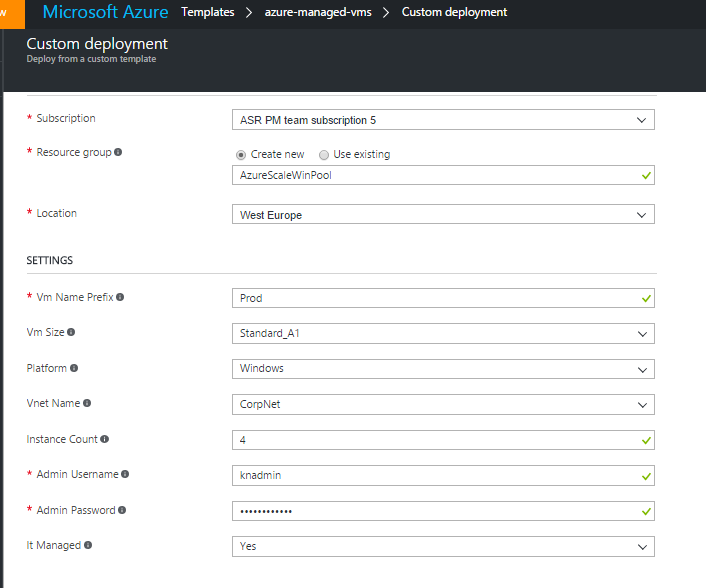 w Microsoft Azure Templates > azure-managed-vms > Custom deployment
Custom deployment
Deploy from a custom template
* Subscription ASR PM team subscription 5
* Resource group Create new Use existing
AzureScaleWinPool
* Location West Europe
SETTINGS
* Vm Name Prefix Prod
Vm Size Standard_A1
Platform Windows
Vnet Name CorpNet
Instance Count 4
* Admin Username knadmin
* Admin Password ••••••••••••
It Managed Yes